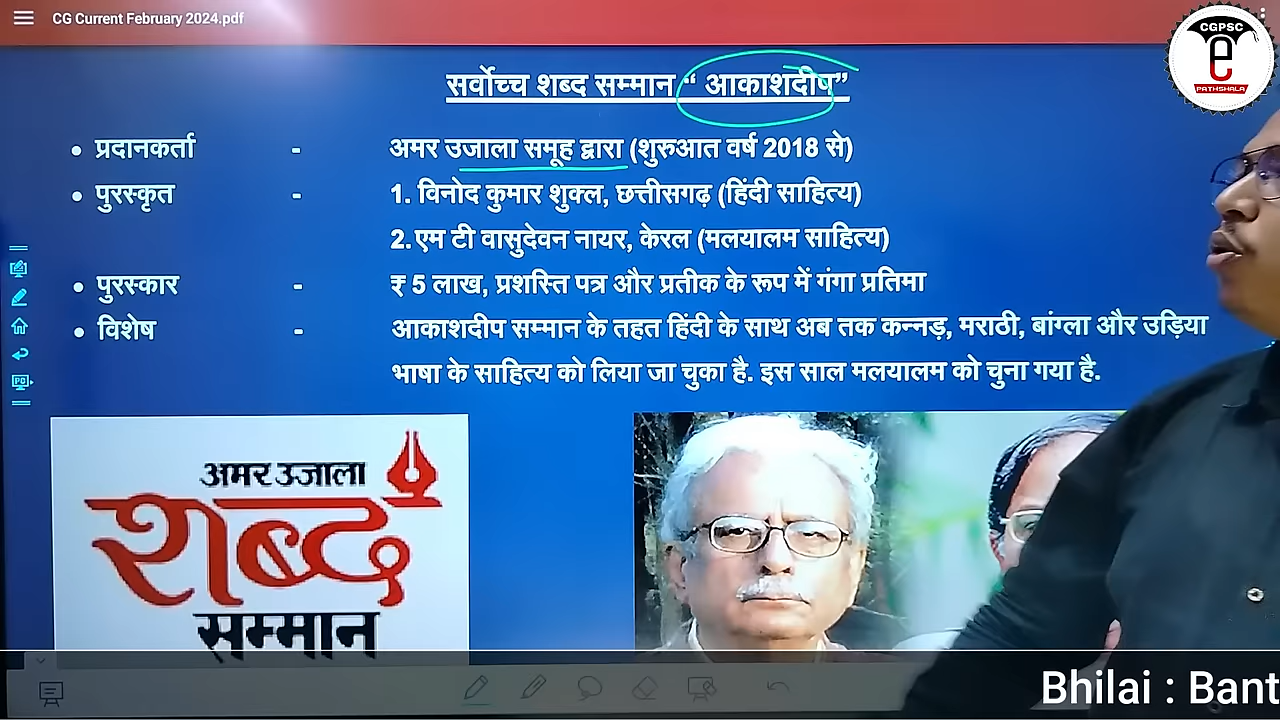 CG Current February 2024.pdf
CGPSC
e
PATHSHALA
सर्वोच्च शब्द सम्मान “ आकाशदीप”
• प्रदानकर्ता - अमर उजाला समूह द्वारा (शुरुआत वर्ष 2018 से)
• पुरस्कृत - 1. विनोद कुमार शुक्ल, छत्तीसगढ़ (हिंदी साहित्य)
2. एम टी वासुदेवन नायर, केरल (मलयालम साहित्य)
• पुरस्कार - ₹ 5 लाख, प्रशस्ति पत्र और प्रतीक के रूप में गंगा प्रतिमा
• विशेष - आकाशदीप सम्मान के तहत हिंदी के साथ अब तक कन्नड़, मराठी, बांग्ला और उड़िया
भाषा के साहित्य को लिया जा चुका है. इस साल मलयालम को चुना गया है.
अमर उजाला
शब्द
सम्मान
Bhilai : Bant